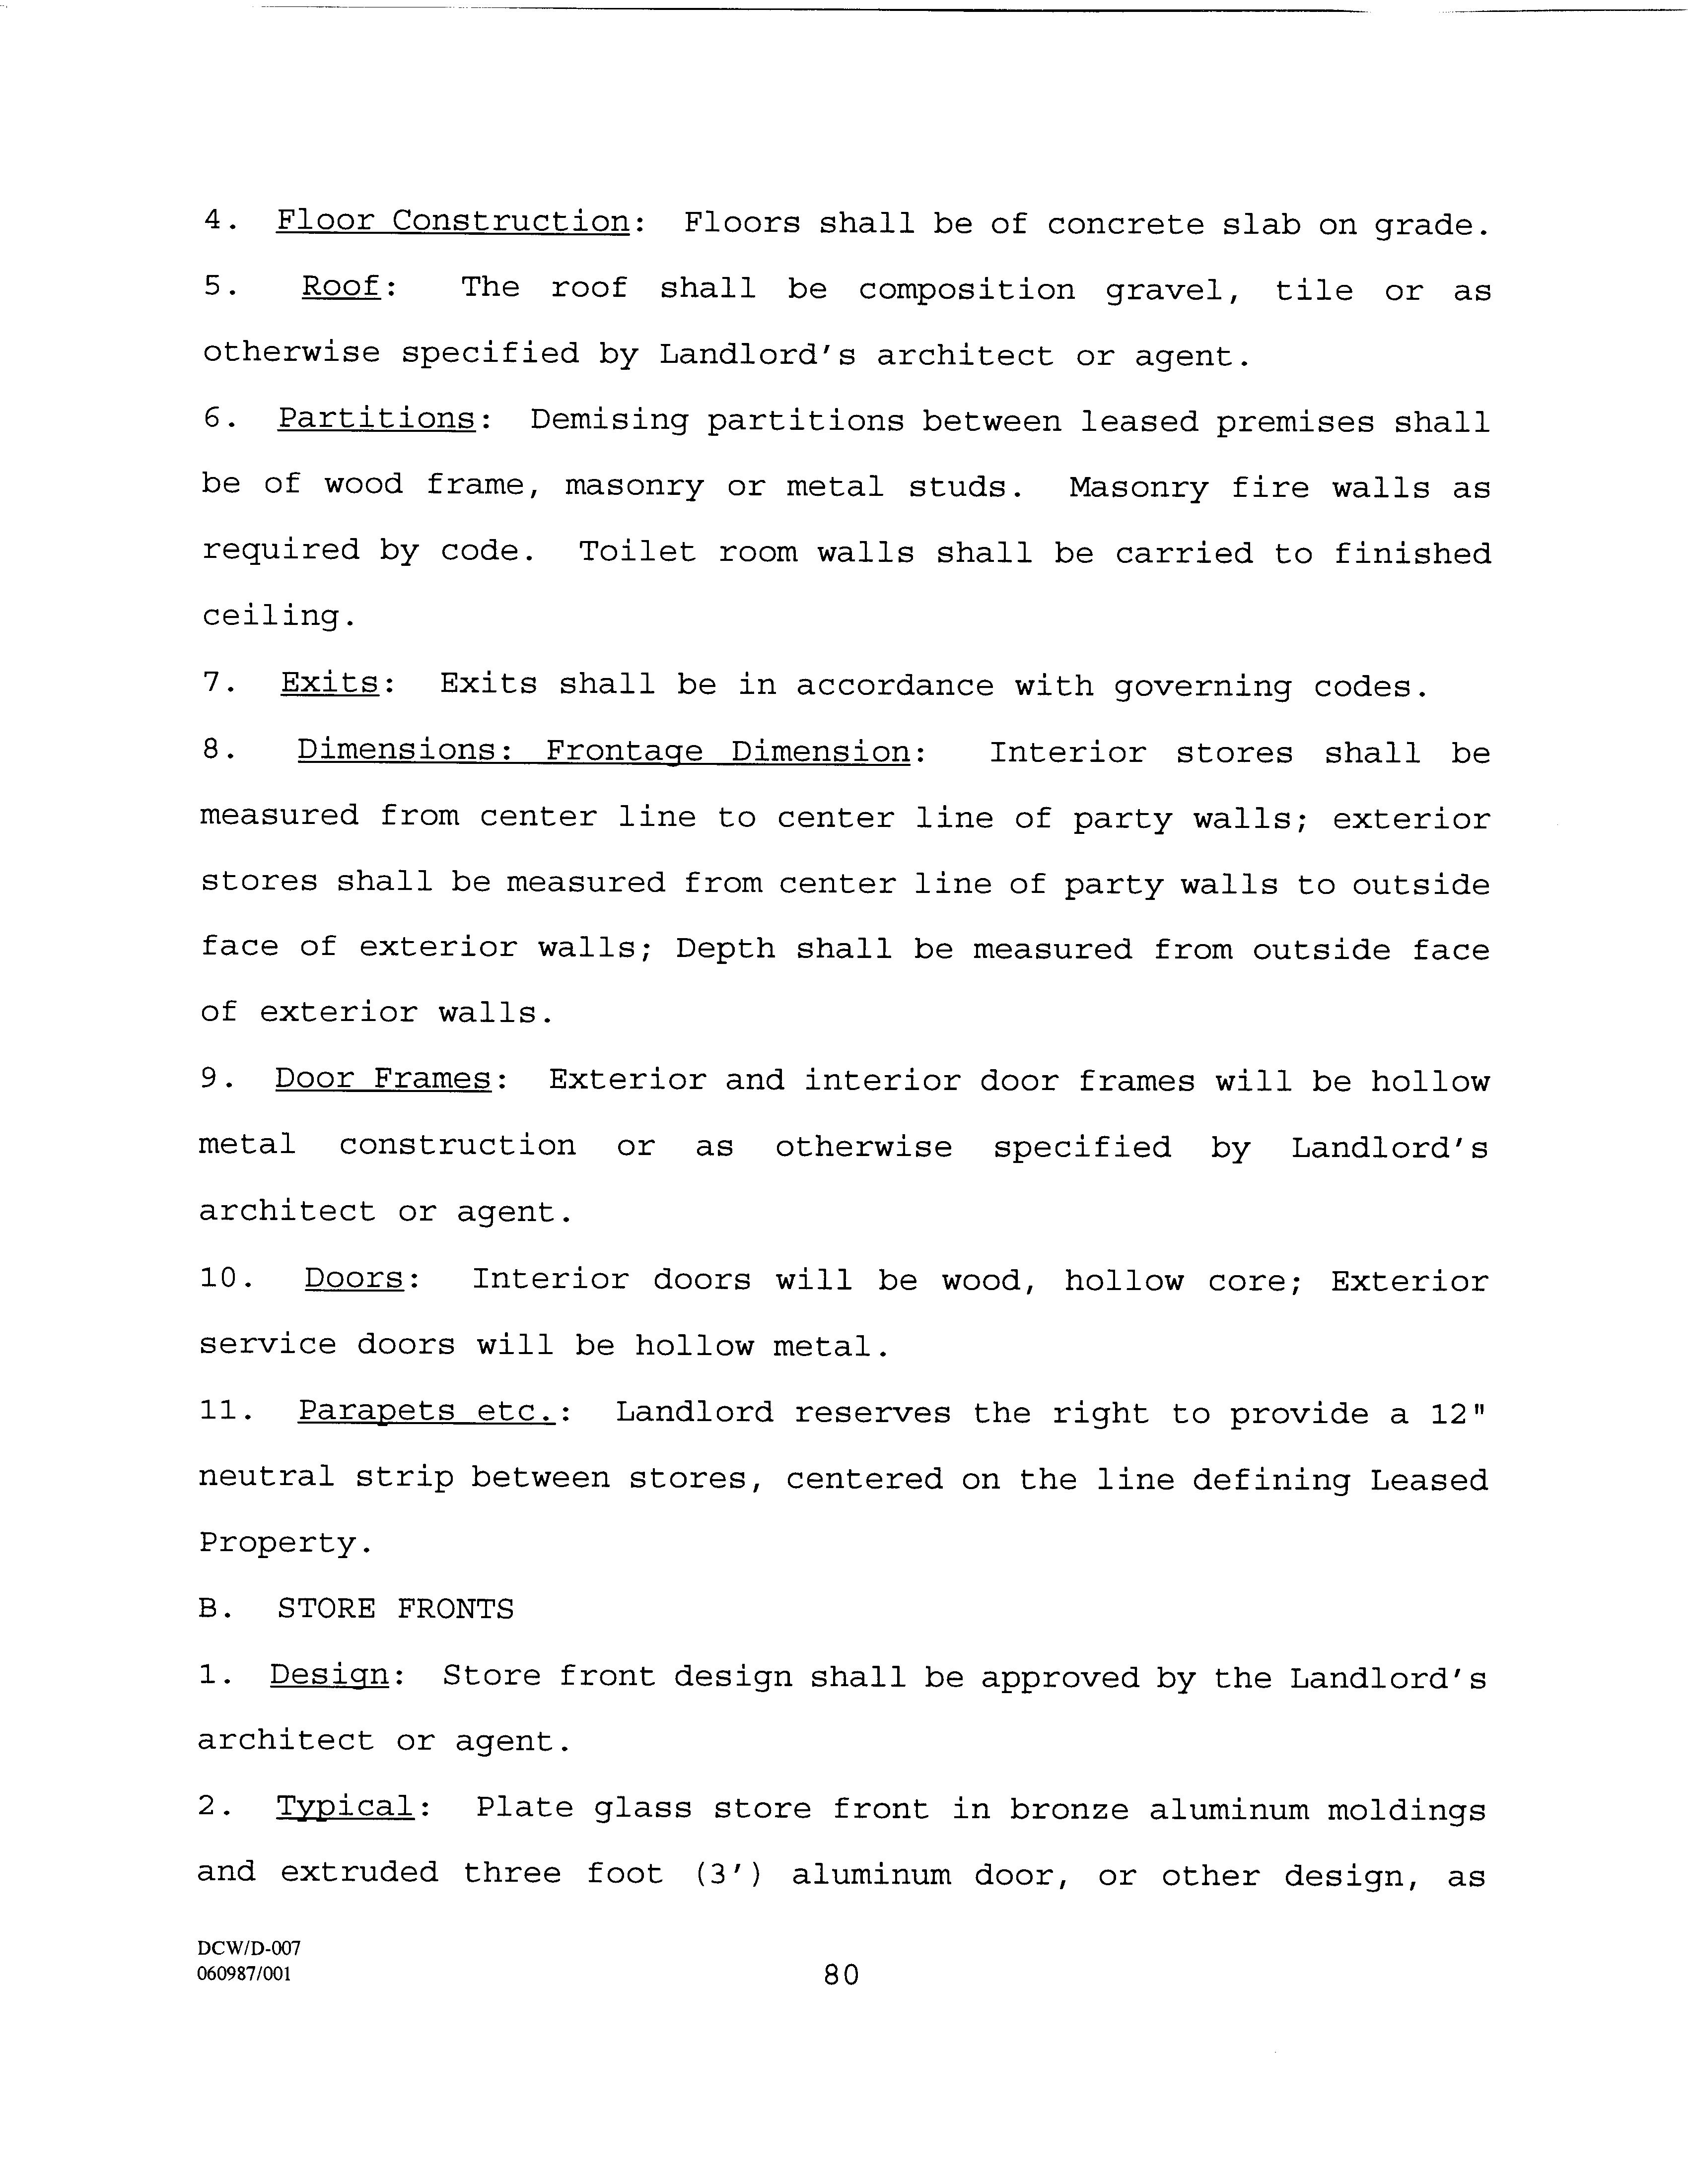 4. Floor Construction: Floors shall be of concrete slab on grade.
5. Roof: The roof shall be composition gravel, tile or as
otherwise specified by Landlord's architect or agent.
6. Partitions: Demising partitions between leased premises shall
be of wood frame, masonry or metal studs. Masonry fire walls as
required by code. Toilet room walls shall be carried to finished
ceiling.
7. Exits: Exits shall be in accordance with governing codes.
8. Dimensions: Frontage Dimension: Interior stores shall be
measured from center line to center line of party walls; exterior
stores shall be measured from center line of party walls to outside
face of exterior walls; Depth shall be measured from outside face
of exterior walls.
9. Door Frames: Exterior and interior door frames will be hollow
metal construction or as otherwise specified by Landlord's
architect or agent.
10. Doors: Interior doors will be wood, hollow core; Exterior
service doors will be hollow metal.
11. Parapets etc.: Landlord reserves the right to provide a 12"
neutral strip between stores, centered on the line defining Leased
Property.
B. STORE FRONTS
1. Design: Store front design shall be approved by the Landlord's
architect or agent.
2. Typical: Plate glass store front in bronze aluminum moldings
and extruded three foot (3') aluminum door, or other design, as
DCW/D-007
060987/001
80